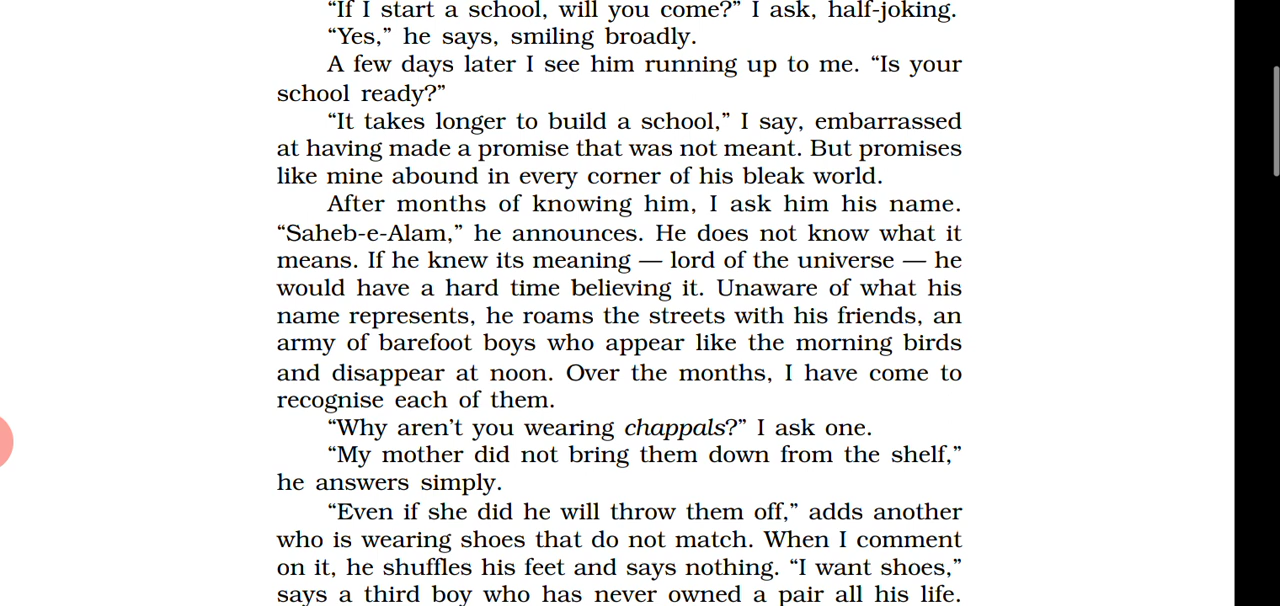 “If I start a school, will you come?” I ask, half-joking.
“Yes,” he says, smiling broadly.
A few days later I see him running up to me. “Is your
school ready?”
“It takes longer to build a school,” I say, embarrassed
at having made a promise that was not meant. But promises
like mine abound in every corner of his bleak world.
After months of knowing him, I ask him his name.
“Saheb-e-Alam,” he announces. He does not know what it
means. If he knew its meaning — lord of the universe — he
would have a hard time believing it. Unaware of what his
name represents, he roams the streets with his friends, an
army of barefoot boys who appear like the morning birds
and disappear at noon. Over the months, I have come to
recognise each of them.
“Why aren’t you wearing chappals?” I ask one.
“My mother did not bring them down from the shelf,”
he answers simply.
“Even if she did he will throw them off,” adds another
who is wearing shoes that do not match. When I comment
on it, he shuffles his feet and says nothing. “I want shoes,”
says a third boy who has never owned a pair all his life.